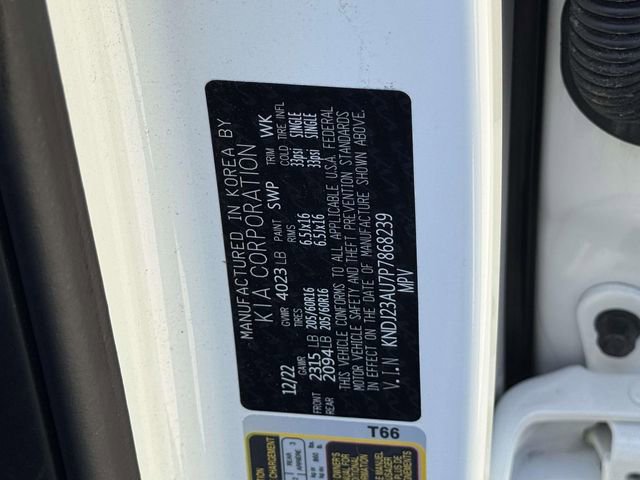 MANUFACTURED IN KOREA BY
KIA CORPORATION
12/22 GVWR 4023 LB PAINT SWP TRIM WK
GAWR TIRES RIMS COLD TIRE INFL
FRONT 2315 LB 205/60R16 6.5Jx16 33psi SINGLE
REAR 2094 LB 205/60R16 6.5Jx16 33psi SINGLE
THIS VEHICLE CONFORMS TO ALL APPLICABLE U.S.A. FEDERAL
MOTOR VEHICLE SAFETY AND THEFT PREVENTION STANDARDS
IN EFFECT ON THE DATE OF MANUFACTURE SHOWN ABOVE.
V.I.N KNDJ23AU7P7868239
MPV
T66
REAR
ARRIERE